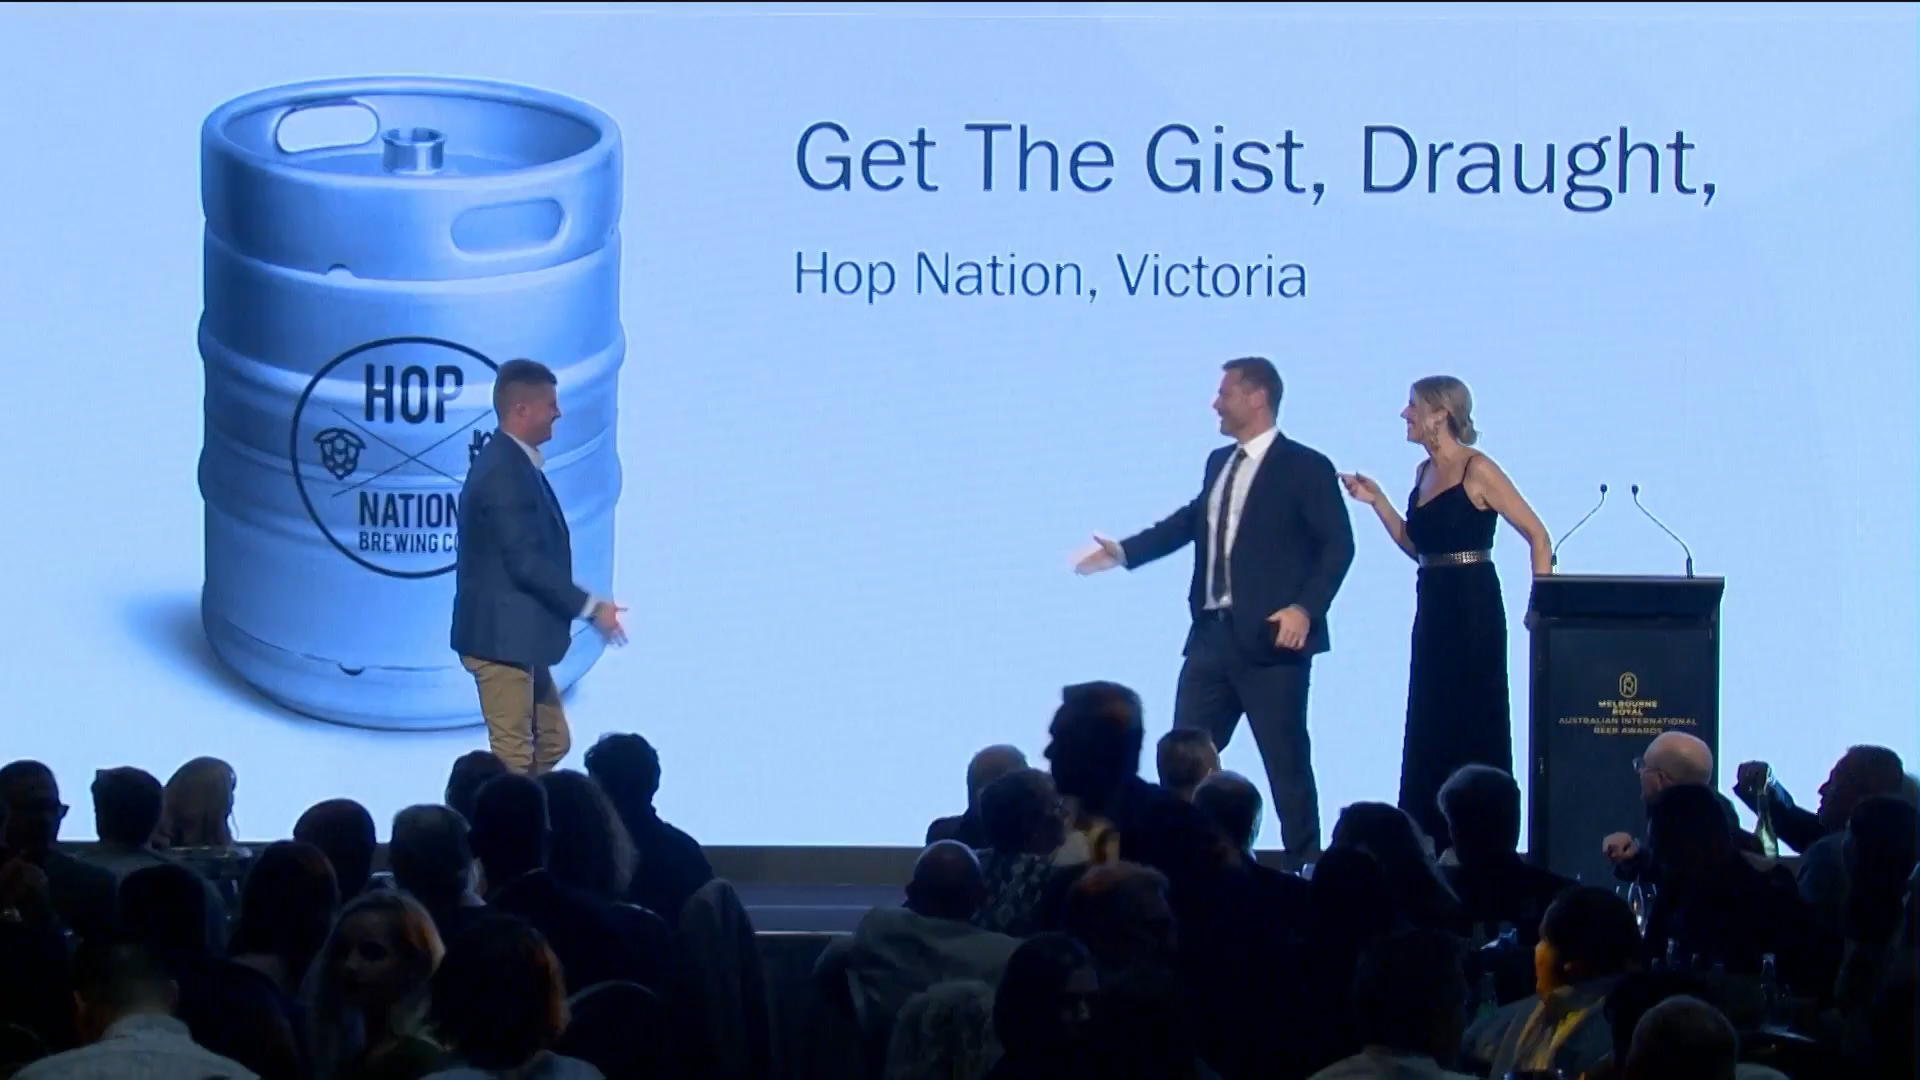 Get The Gist, Draught,
Hop Nation, Victoria
HOP
NATION
BREWING CO
MELBOURNE
ROYAL
AUSTRALIAN INTERNATIONAL
BEER AWARDS